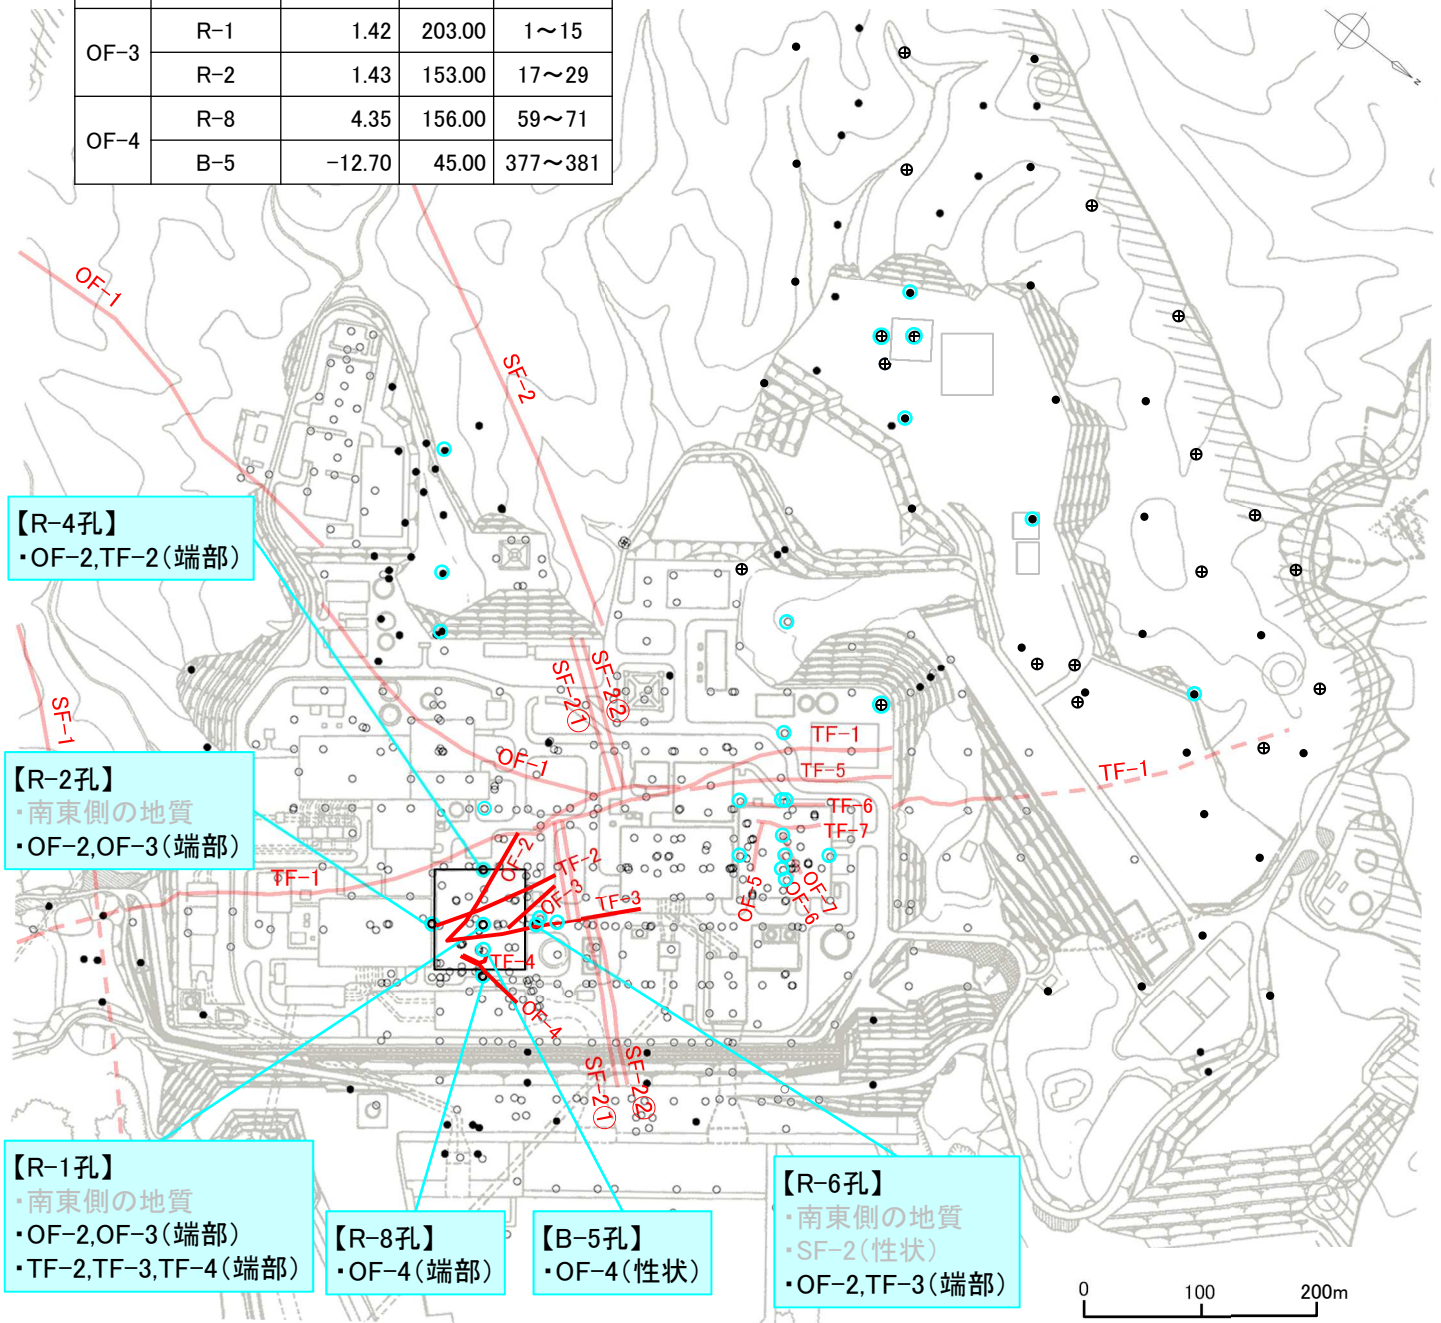 OF-3 R-1 1.42 203.00 1～15
R-2 1.43 153.00 17～29
OF-4 R-8 4.35 156.00 59～71
B-5 -12.70 45.00 377～381
N
OF-1
SF-2
【R-4孔】
・OF-2,TF-2（端部）
SF-1
SF-2①
SF-2②
OF-1
TF-1
TF-5
TF-6
TF-7
TF-1
【R-2孔】
・南東側の地質
・OF-2,OF-3（端部）
TF-1
OF-2
TF-2
OF-3
TF-3
OF-5
OF-6
OF-7
TF-4
OF-4
SF-2①
SF-2②
【R-1孔】
・南東側の地質
・OF-2,OF-3（端部）
・TF-2,TF-3,TF-4（端部）
【R-8孔】
・OF-4（端部）
【B-5孔】
・OF-4（性状）
【R-6孔】
・南東側の地質
・SF-2（性状）
・OF-2,TF-3（端部）
0 100 200m